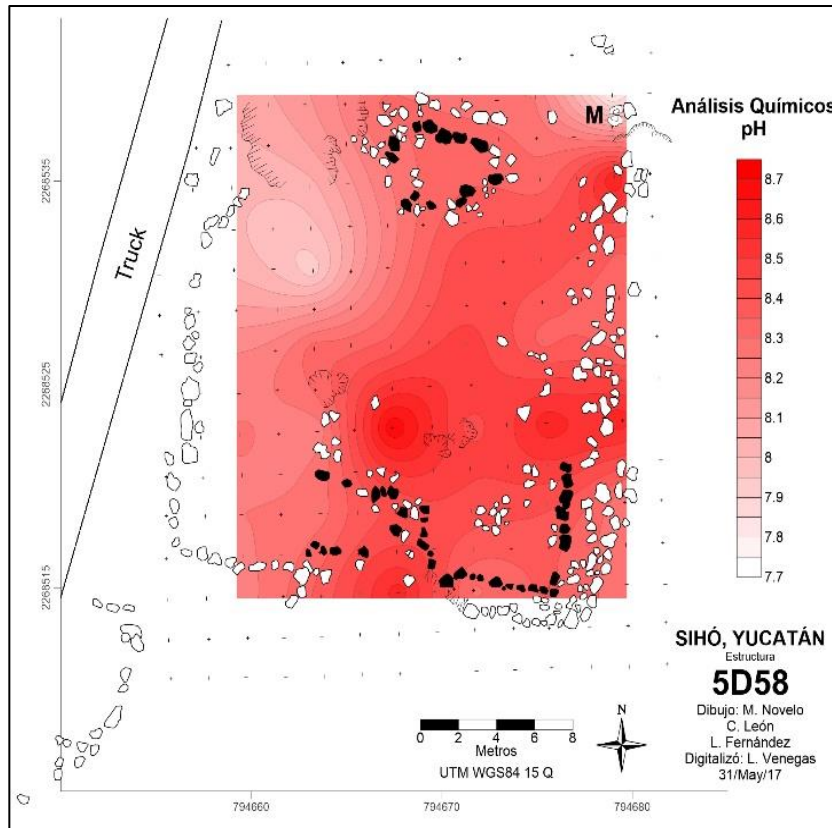 Truck
M
Análisis Químicos
pH
8.7
8.6
8.5
8.4
8.3
8.2
8.1
8
7.9
7.8
7.7
2268535
2268525
2268515
794660
794670
794680
0 2 4 6 8
Metros
UTM WGS84 15 Q
N
SIHÓ, YUCATÁN
Estructura
5D58
Dibujo: M. Novelo
C. León
L. Fernández
Digitalizó: L. Venegas
31/May/17